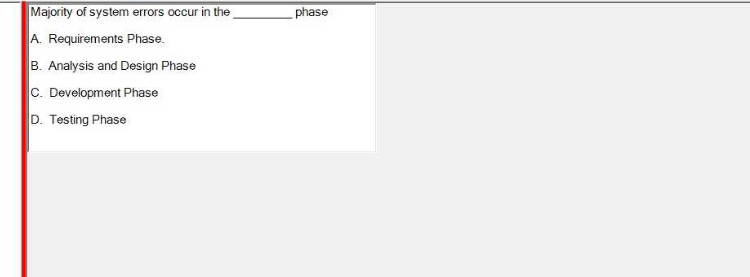 Majority of system errors occur in the _________ phase
A. Requirements Phase.
B. Analysis and Design Phase
C. Development Phase
D. Testing Phase